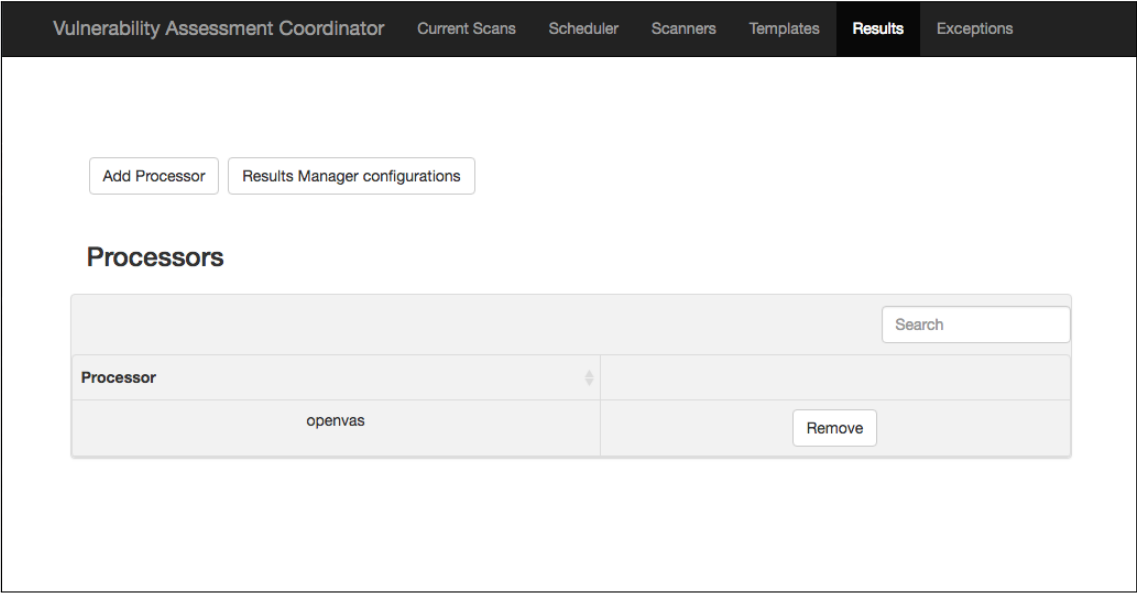 Vulnerability Assessment Coordinator Current Scans Scheduler Scanners Templates Results Exceptions
Add Processor Results Manager configurations
Processors
Search
Processor
openvas Remove